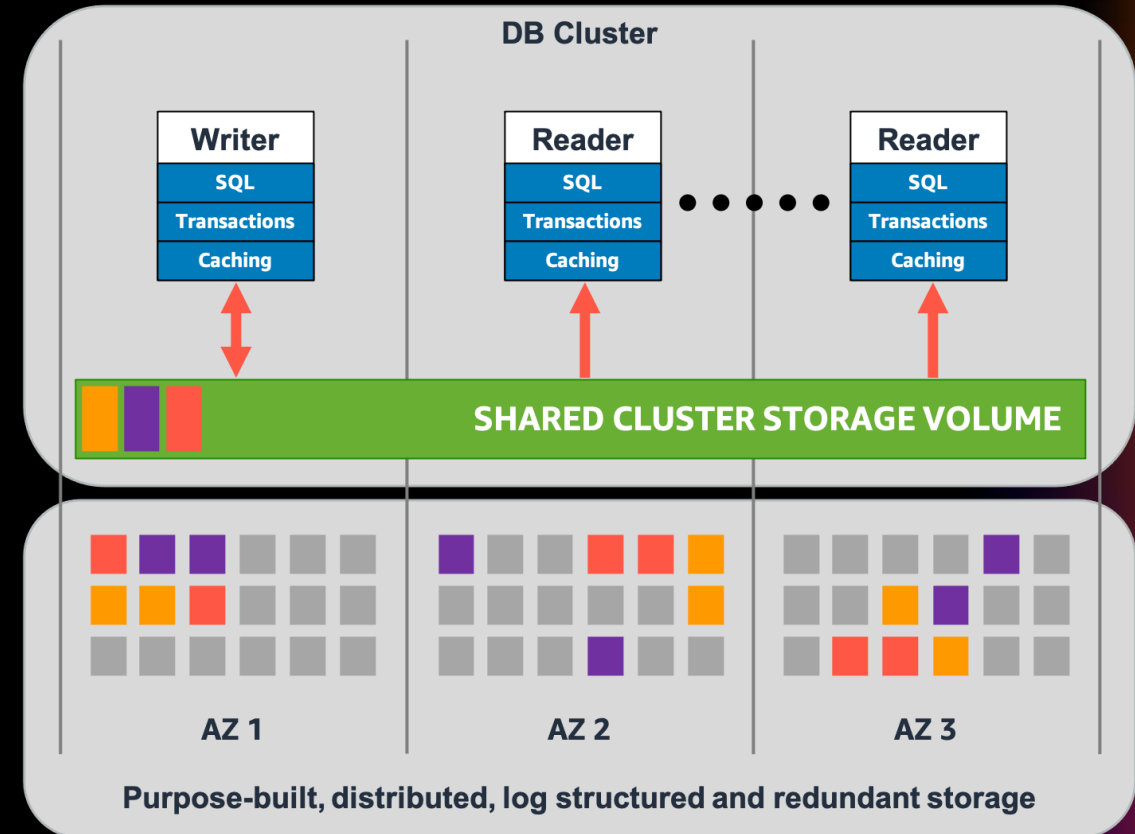 DB Cluster
Writer
SQL
Transactions
Caching
Reader
SQL
Transactions
Caching
Reader
SQL
Transactions
Caching
SHARED CLUSTER STORAGE VOLUME
AZ 1
AZ 2
AZ 3
Purpose-built, distributed, log structured and redundant storage